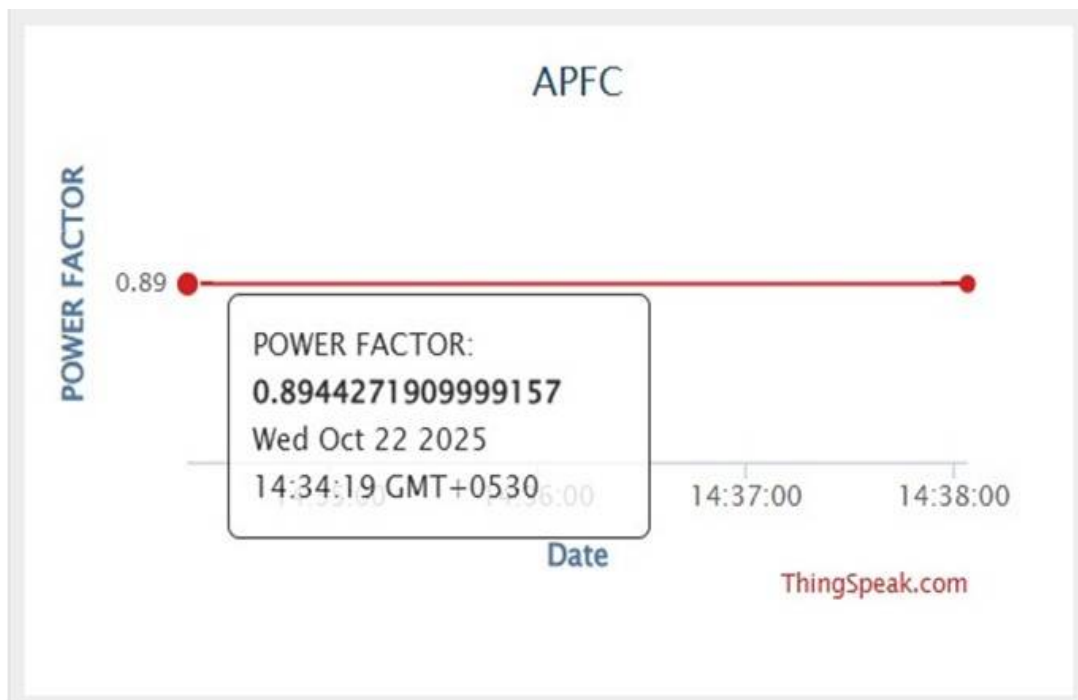 APFC
POWER FACTOR
0.89
POWER FACTOR:
0.8944271909999157
Wed Oct 22 2025
14:34:19 GMT+0530
14:37:00
14:38:00
Date
ThingSpeak.com